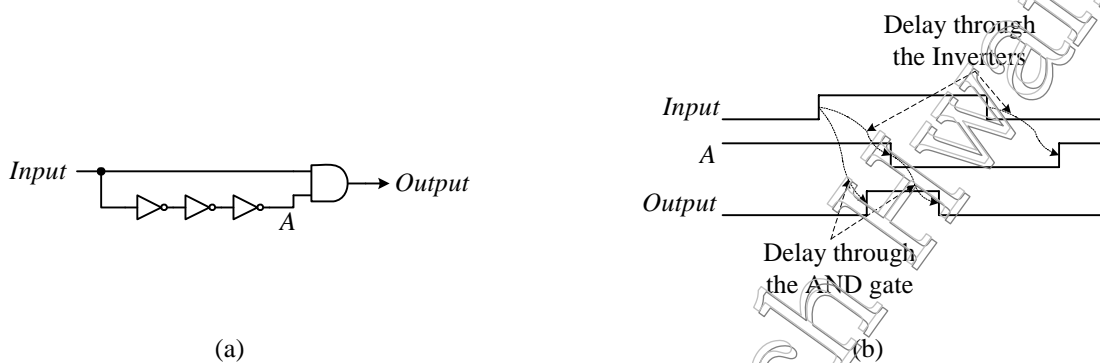 Input
A
Output
(a)
Delay through
the Inverters
Input
A
Output
Delay through
the AND gate
(b)